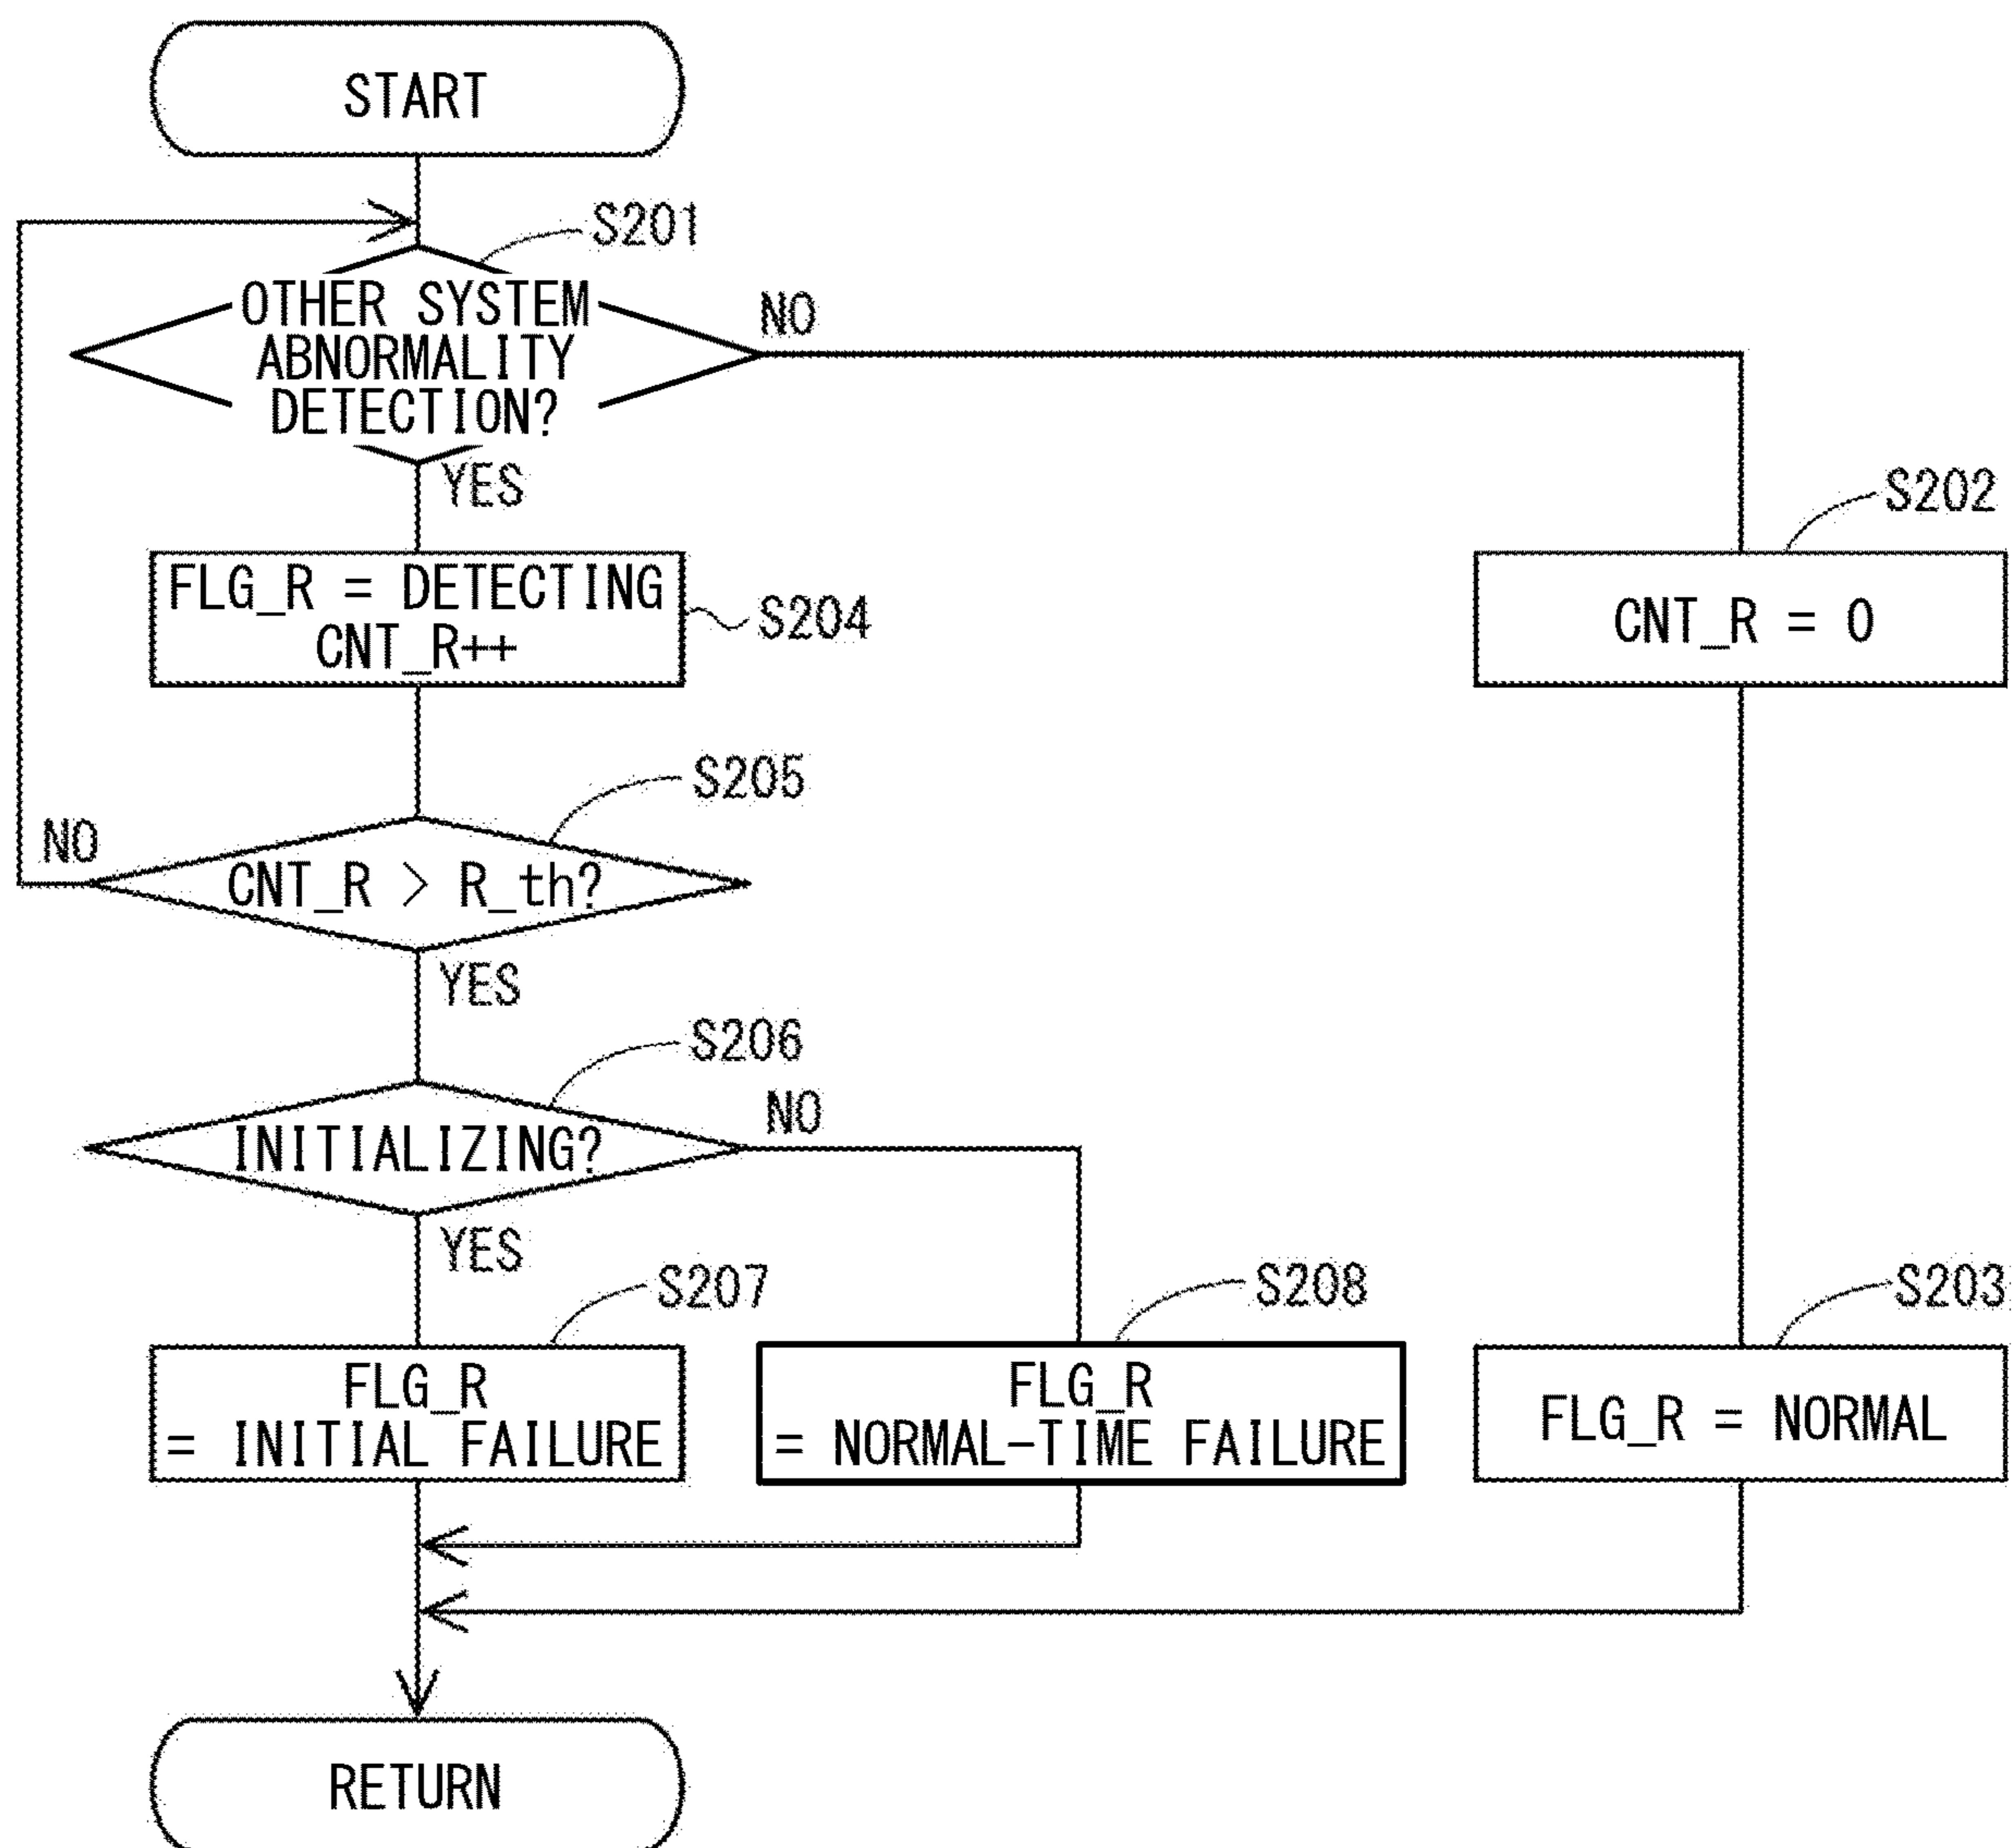 START
S201
OTHER SYSTEM
ABNORMALITY
DETECTION?
NO
YES
S202
FLG_R = DETECTING
CNT_R++
S204
CNT_R = 0
S205
NO
CNT_R > R_th?
YES
S206
NO
INITIALIZING?
YES
S207
S208
S203
FLG_R
= INITIAL FAILURE
FLG_R
= NORMAL-TIME FAILURE
FLG_R = NORMAL
RETURN